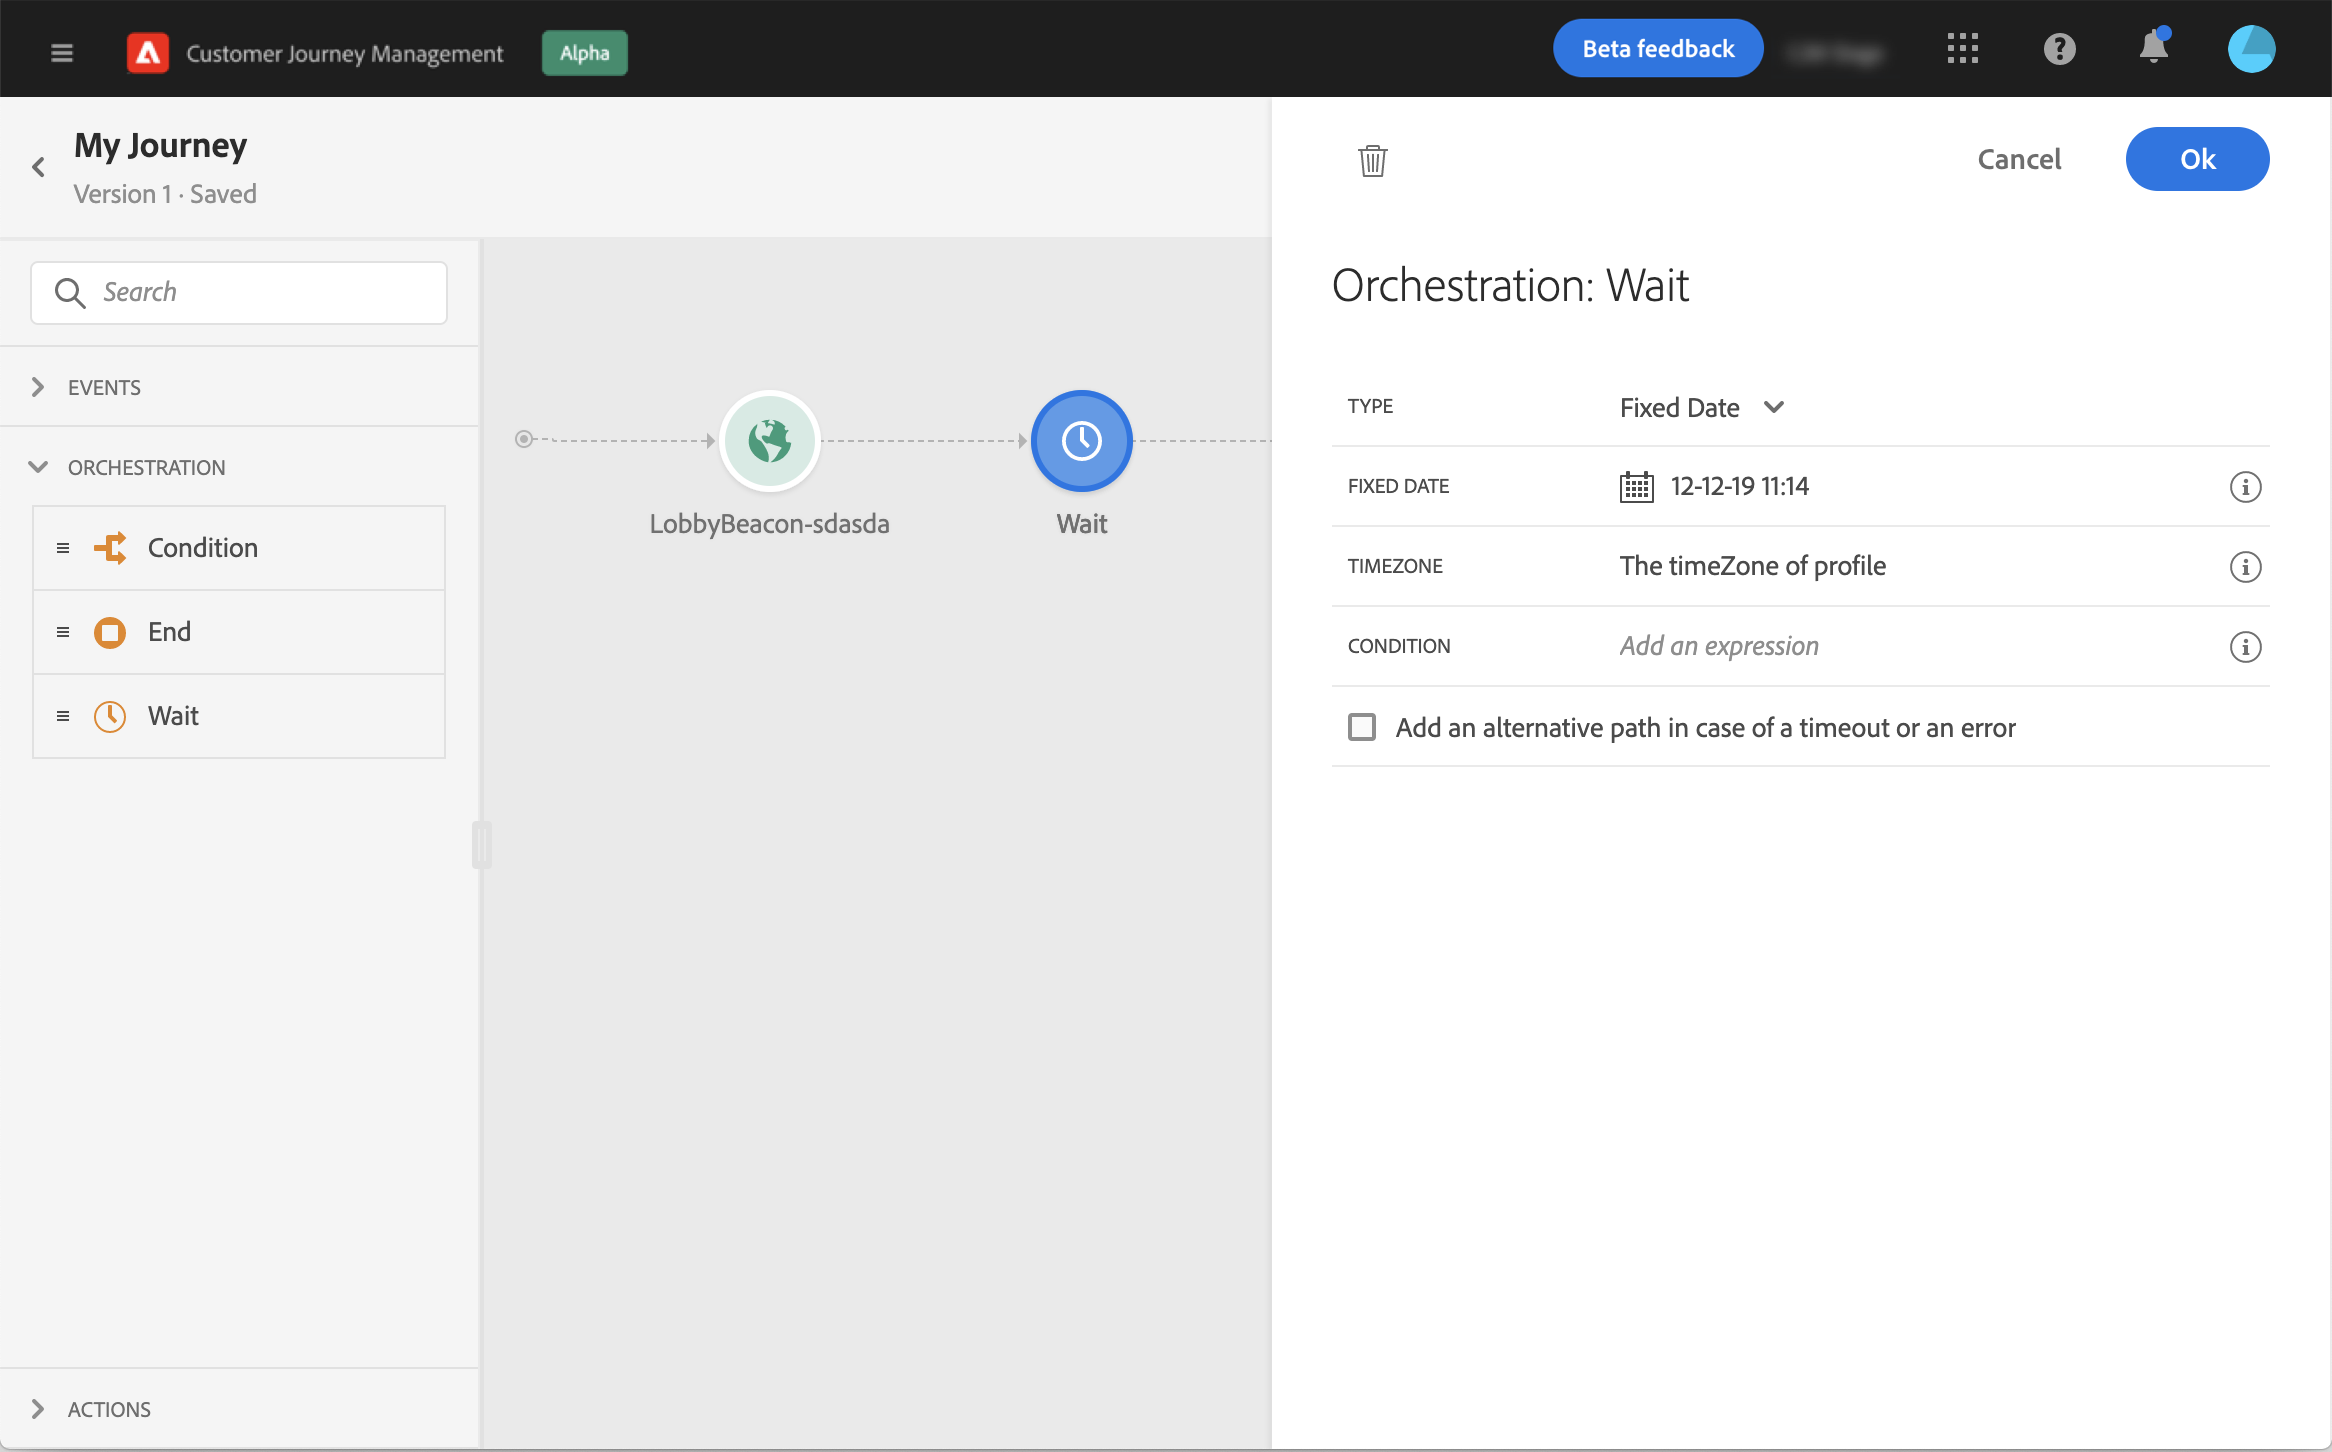 Customer Journey Management
Alpha
Beta feedback
My Journey
Version 1 · Saved
Cancel
Ok
Search
Orchestration: Wait
EVENTS
ORCHESTRATION
Condition
End
Wait
LobbyBeacon-sdasda
Wait
TYPE
Fixed Date
FIXED DATE
12-12-19 11:14
TIMEZONE
The timeZone of profile
CONDITION
Add an expression
Add an alternative path in case of a timeout or an error
ACTIONS